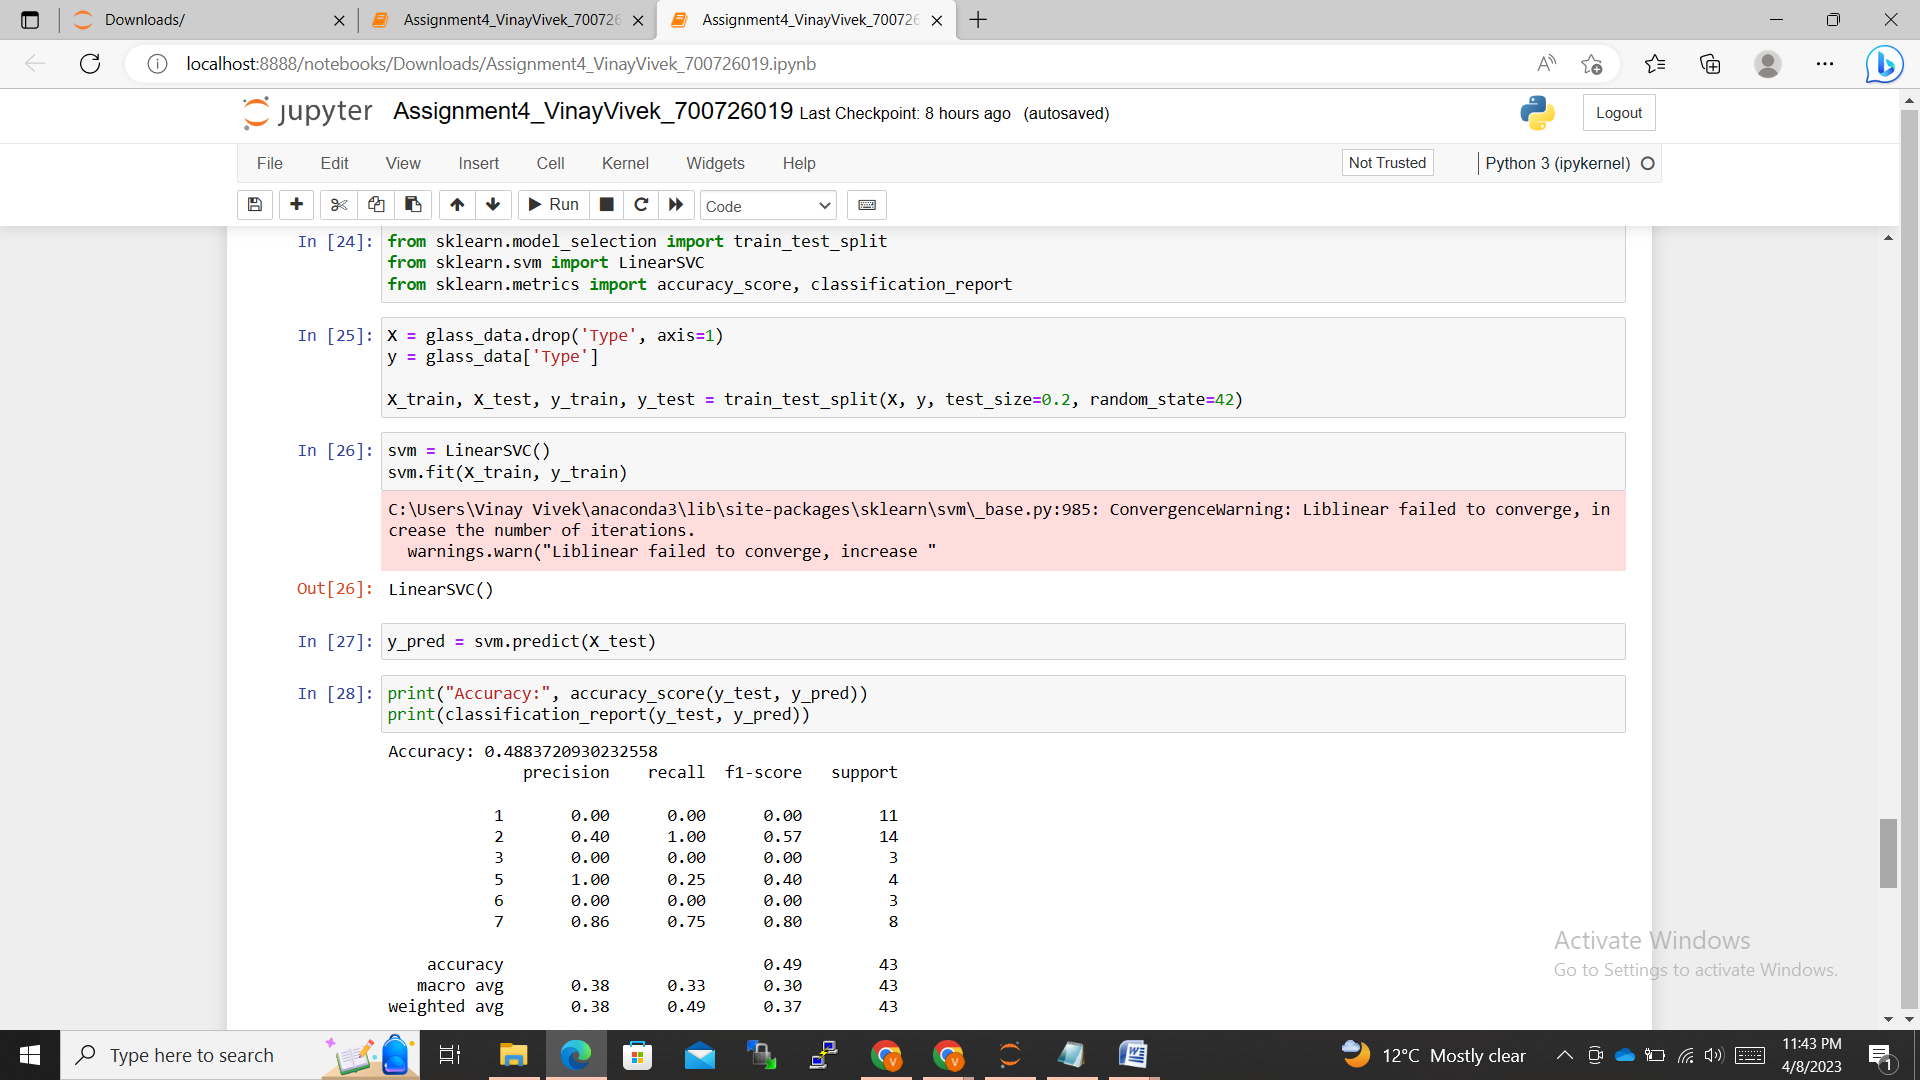 Downloads/
Assignment4_VinayVivek_70072
Assignment4_VinayVivek_70072
localhost:8888/notebooks/Downloads/Assignment4_VinayVivek_700726019.ipynb
jupyter Assignment4_VinayVivek_700726019 Last Checkpoint: 8 hours ago (autosaved)
Logout
File Edit View Insert Cell Kernel Widgets Help
Not Trusted
Python 3 (ipykernel)
Run
Code
In [24]: from sklearn.model_selection import train_test_split
from sklearn.svm import LinearSVC
from sklearn.metrics import accuracy_score, classification_report
In [25]: X = glass_data.drop('Type', axis=1)
y = glass_data['Type']
X_train, X_test, y_train, y_test = train_test_split(X, y, test_size=0.2, random_state=42)
In [26]: svm = LinearSVC()
svm.fit(X_train, y_train)
C:\Users\Vinay Vivek\anaconda3\lib\site-packages\sklearn\svm\_base.py:985: ConvergenceWarning: Liblinear failed to converge, in
crease the number of iterations.
warnings.warn("Liblinear failed to converge, increase "
Out[26]: LinearSVC()
In [27]: y_pred = svm.predict(X_test)
In [28]: print("Accuracy:", accuracy_score(y_test, y_pred))
print(classification_report(y_test, y_pred))
Accuracy: 0.4883720930232558
precision recall f1-score support
1 0.00 0.00 0.00 11
2 0.40 1.00 0.57 14
3 0.00 0.00 0.00 3
5 1.00 0.25 0.40 4
6 0.00 0.00 0.00 3
7 0.86 0.75 0.80 8
accuracy 0.49 43
macro avg 0.38 0.33 0.30 43
weighted avg 0.38 0.49 0.37 43
Activate Windows
Go to Settings to activate Windows.
Type here to search
12°C Mostly clear
11:43 PM
4/8/2023
1